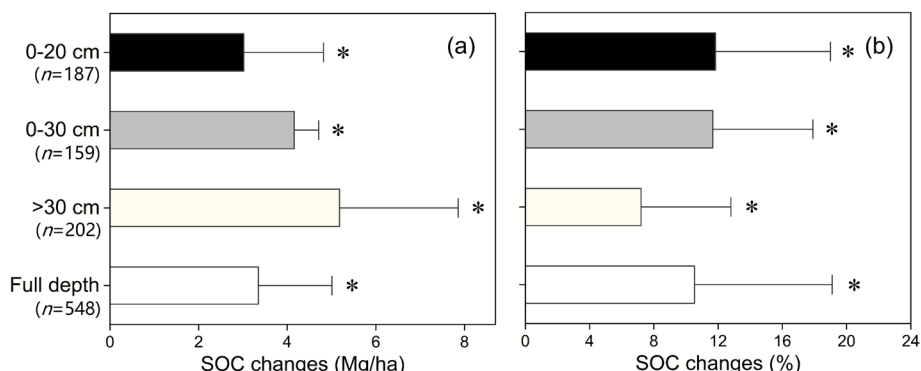 0-20 cm
(n=187)
0-30 cm
(n=159)
>30 cm
(n=202)
Full depth
(n=548)
* (a)
*
*
*
0 2 4 6 8
SOC changes (Mg/ha)
* (b)
*
*
*
0 4 8 12 16 20 24
SOC changes (%)